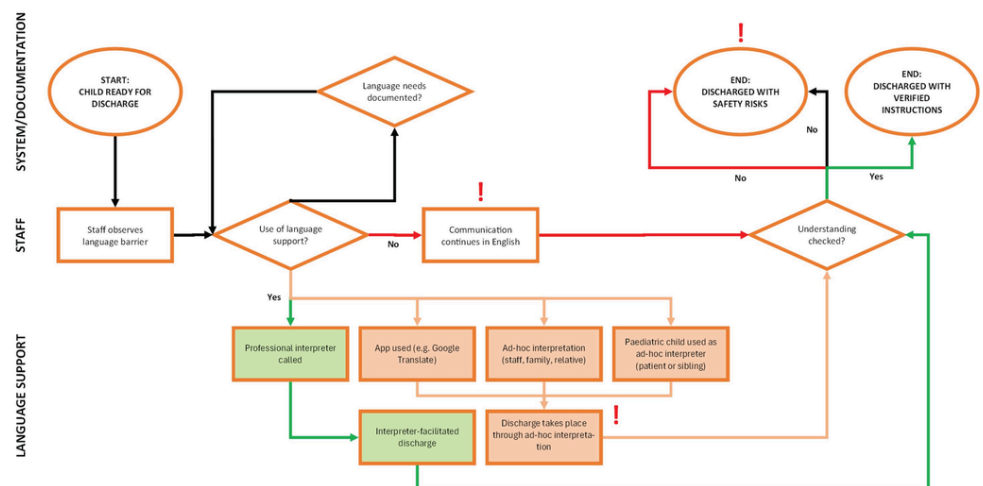 SYSTEM/DOCUMENTATION
START:
CHILD READY FOR
DISCHARGE
Language needs
documented?
!
END:
DISCHARGED WITH
SAFETY RISKS
END:
DISCHARGED WITH
VERIFIED
INSTRUCTIONS
No
No
Yes
STAFF
Staff observes
language barrier
Use of language
support?
No
!
Communication
continues in English
Understanding
checked?
LANGUAGE SUPPORT
Yes
Professional interpreter
called
App used (e.g. Google
Translate)
Ad-hoc interpretation
(staff, family, relative)
Paediatric child used as
ad-hoc interpreter
(patient or sibling)
Interpreter-facilitated
discharge
Discharge takes place
through ad-hoc interpreta-
tion
!